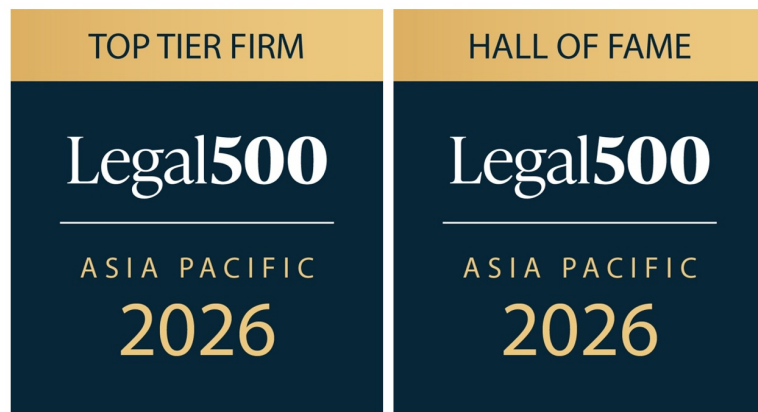 TOP TIER FIRM
Legal500
ASIA PACIFIC
2026
HALL OF FAME
Legal500
ASIA PACIFIC
2026